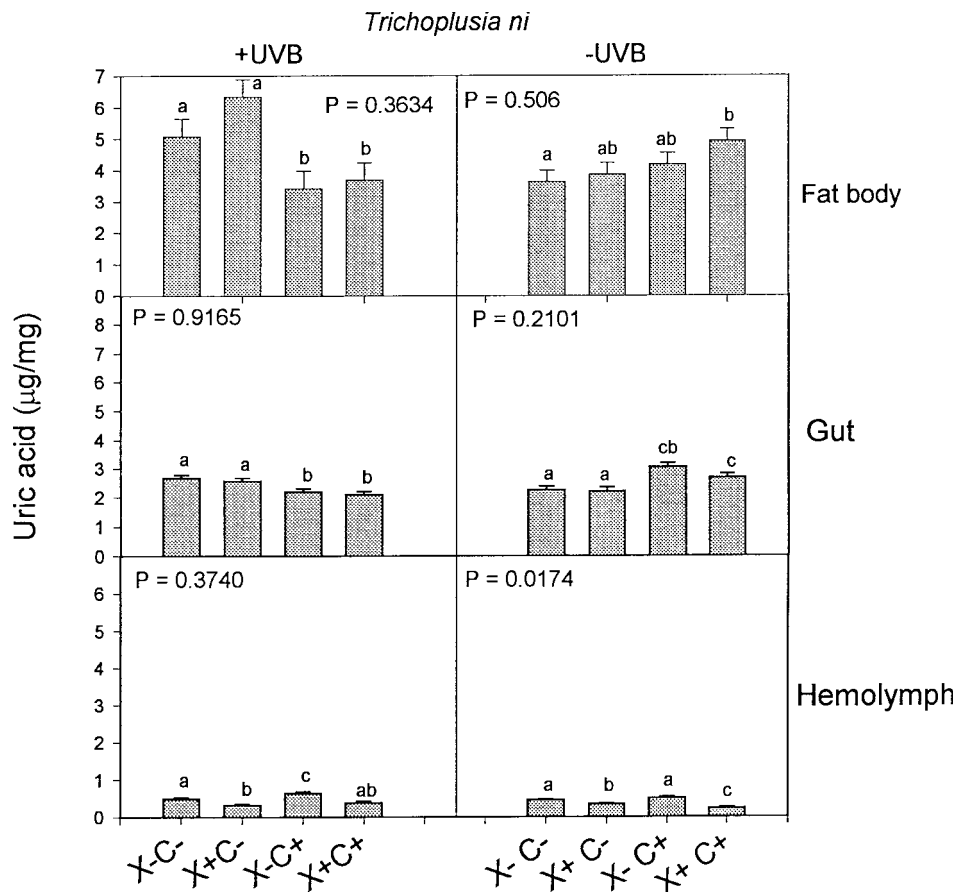 Trichoplusia ni
+UVB -UVB
7
6
5
4
3
2
1
0
a a b b
P = 0.3634
P = 0.506
a ab ab b
Fat body
8
7
6
5
4
3
2
1
0
P = 0.9165
a a b b
P = 0.2101
a a cb c
Gut
Uric acid (µg/mg)
6
5
4
3
2
1
0
P = 0.3740
a b c ab
P = 0.0174
a b a c
Hemolymph
X-C- X+C- X-C+ X+C+
X- C- X+ C- X- C+ X+ C+